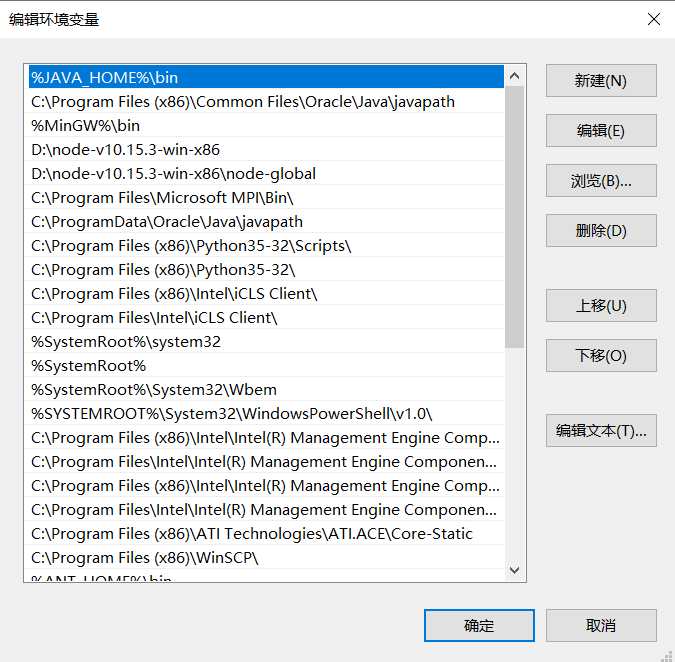 编辑环境变量
%JAVA_HOME%\bin
C:\Program Files (x86)\Common Files\Oracle\Java\javapath
%MinGW%\bin
D:\node-v10.15.3-win-x86
D:\node-v10.15.3-win-x86\node-global
C:\Program Files\Microsoft MPI\Bin\
C:\ProgramData\Oracle\Java\javapath
C:\Program Files (x86)\Python35-32\Scripts\
C:\Program Files (x86)\Python35-32\
C:\Program Files (x86)\Intel\iCLS Client\
C:\Program Files\Intel\iCLS Client\
%SystemRoot%\system32
%SystemRoot%
%SystemRoot%\System32\Wbem
%SYSTEMROOT%\System32\WindowsPowerShell\v1.0\
C:\Program Files (x86)\Intel\Intel(R) Management Engine Comp...
C:\Program Files\Intel\Intel(R) Management Engine Componen...
C:\Program Files (x86)\Intel\Intel(R) Management Engine Comp...
C:\Program Files\Intel\Intel(R) Management Engine Componen...
C:\Program Files (x86)\ATI Technologies\ATI.ACE\Core-Static
C:\Program Files (x86)\WinSCP\
%ANT_HOME%\bin
新建(N)
编辑(E)
浏览(B)...
删除(D)
上移(U)
下移(O)
编辑文本(T)...
确定
取消